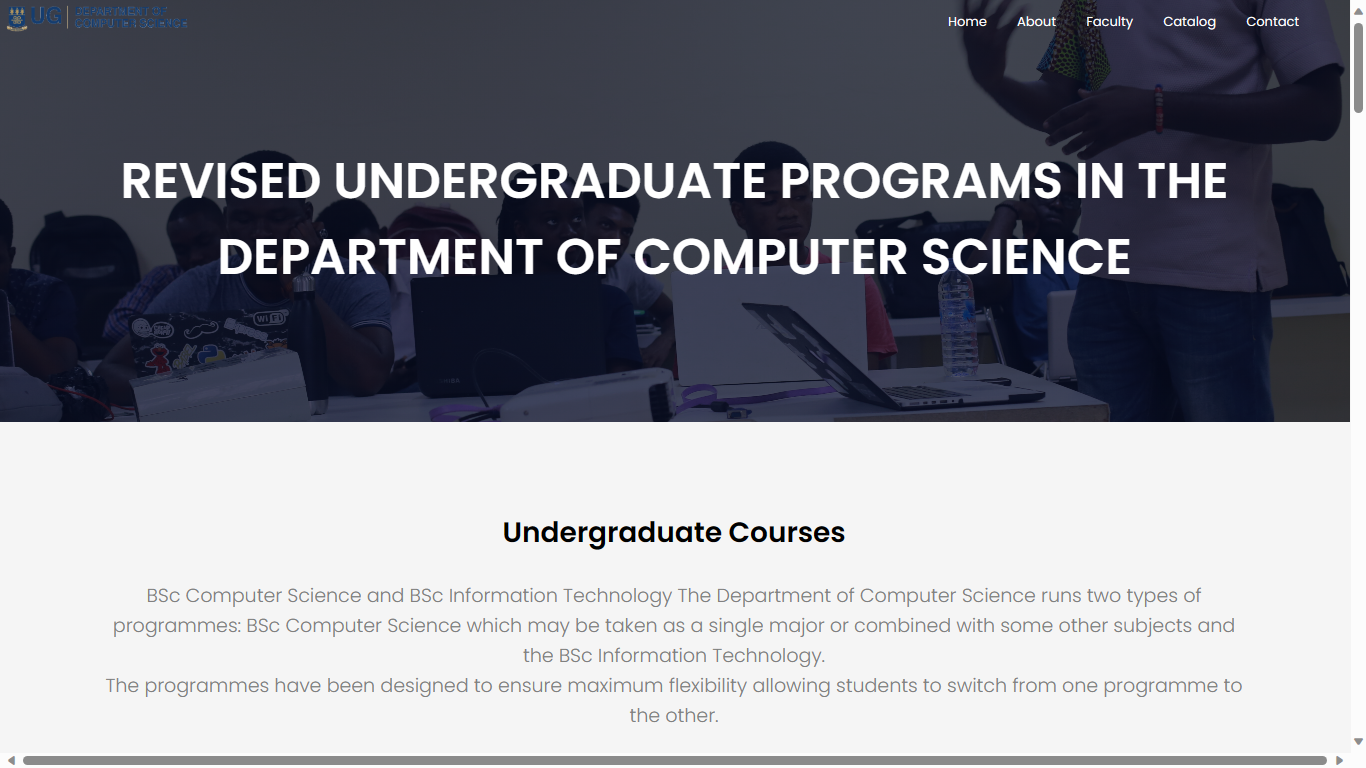 UG
DEPARTMENT OF
COMPUTER SCIENCE
Home About Faculty Catalog Contact
REVISED UNDERGRADUATE PROGRAMS IN THE
DEPARTMENT OF COMPUTER SCIENCE
WiFi
Undergraduate Courses
BSc Computer Science and BSc Information Technology The Department of Computer Science runs two types of
programmes: BSc Computer Science which may be taken as a single major or combined with some other subjects and
the BSc Information Technology.
The programmes have been designed to ensure maximum flexibility allowing students to switch from one programme to
the other.